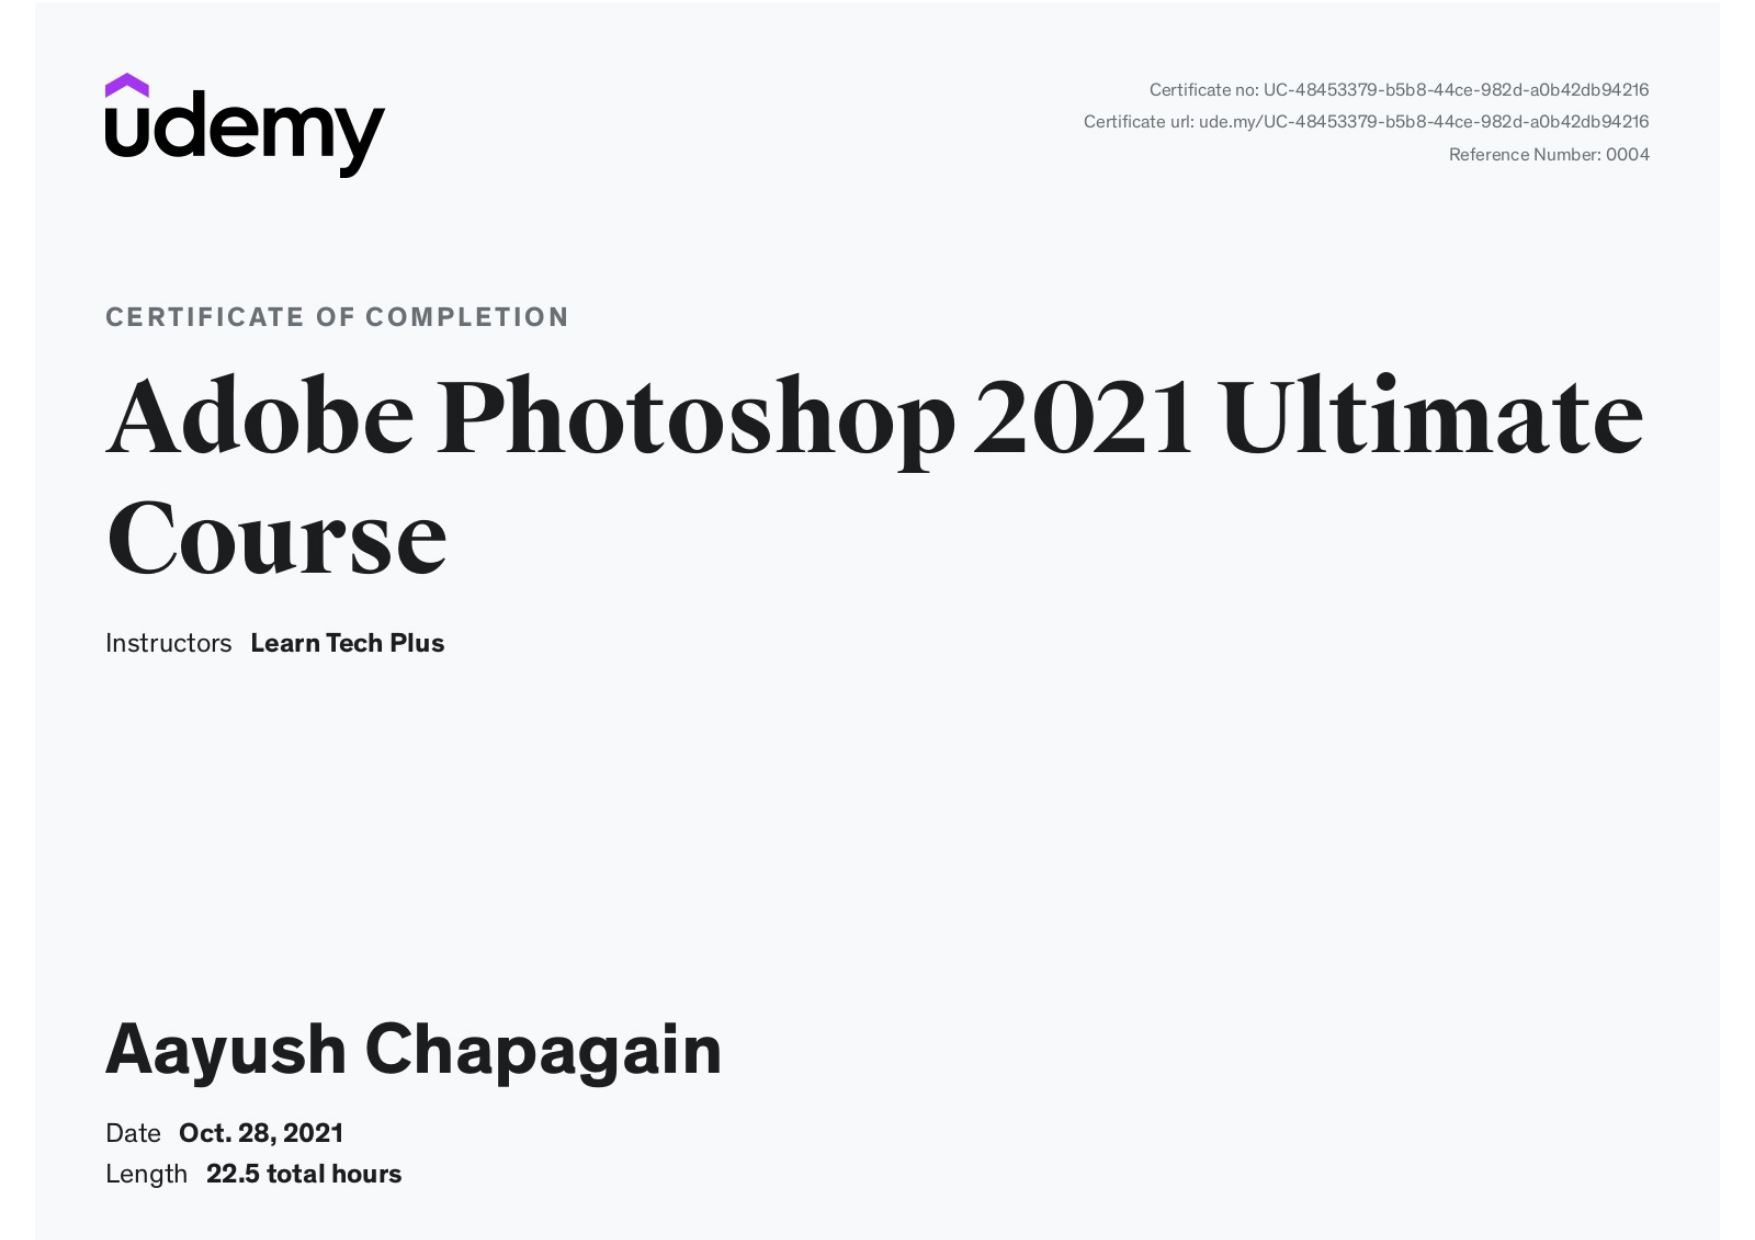 udemy
Certificate no: UC-48453379-b5b8-44ce-982d-a0b42db94216
Certificate url: ude.my/UC-48453379-b5b8-44ce-982d-a0b42db94216
Reference Number: 0004
CERTIFICATE OF COMPLETION
Adobe Photoshop 2021 Ultimate
Course
Instructors Learn Tech Plus
Aayush Chapagain
Date Oct. 28, 2021
Length 22.5 total hours